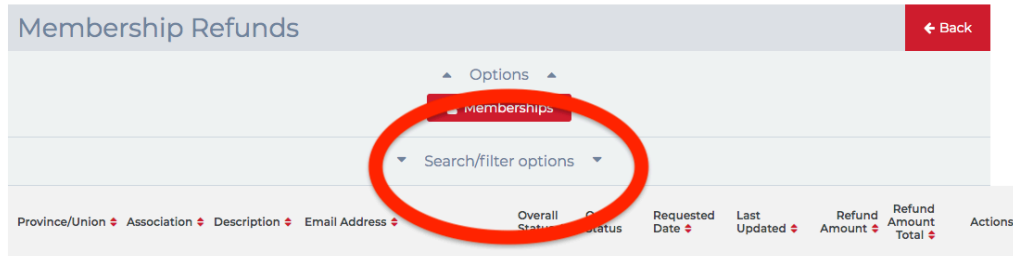 Membership Refunds
Back
Options
Memberships
Search/filter options
Province/Union Association Description Email Address Overall Status Status Requested Date Last Updated Refund Amount Refund Amount Total Actions